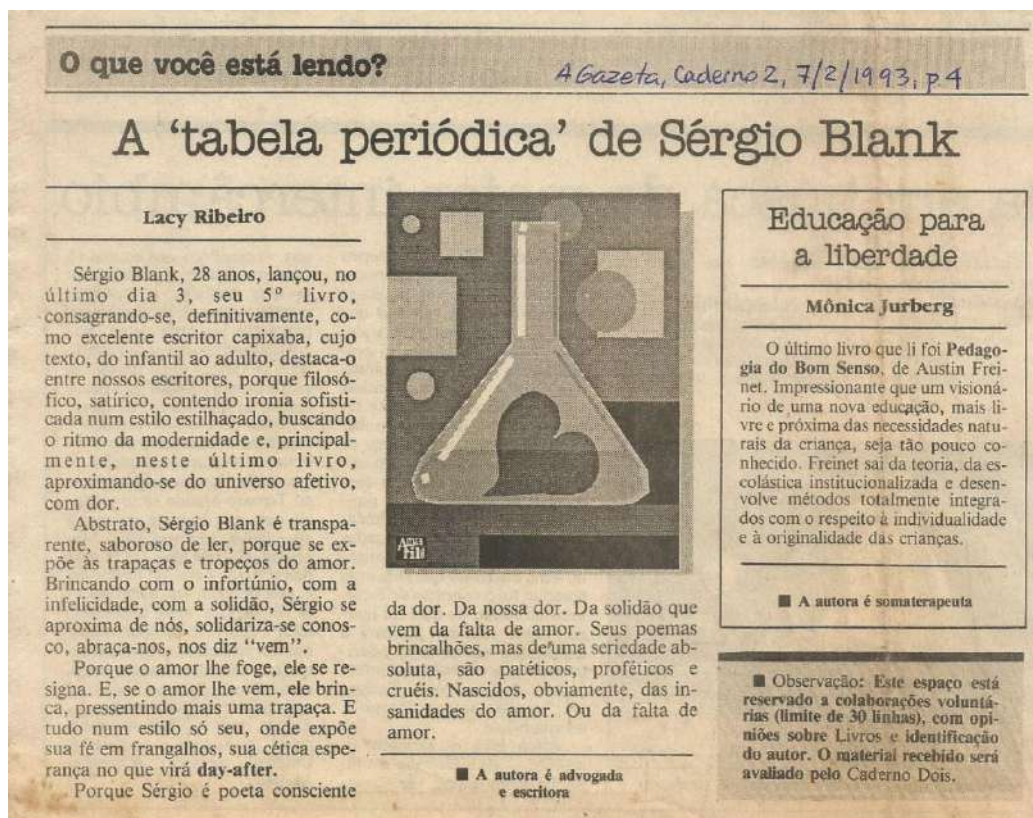 O que você está lendo?
A Gazeta, Caderno 2, 7/2/1993, p. 4
A 'tabela periódica' de Sérgio Blank
Lacy Ribeiro
Sérgio Blank, 28 anos, lançou, no
último dia 3, seu 5º livro,
consagrando-se, definitivamente, co-
mo excelente escritor capixaba, cujo
texto, do infantil ao adulto, destaca-o
entre nossos escritores, porque filosó-
fico, satírico, contendo ironia sofisti-
cada num estilo estilhaçado, buscando
o ritmo da modernidade e, principal-
mente, neste último livro,
aproximando-se do universo afetivo,
com dor.
Abstrato, Sérgio Blank é transpa-
rente, saboroso de ler, porque se ex-
põe às trapaças e tropeços do amor.
Brincando com o infortúnio, com a
infelicidade, com a solidão, Sérgio se
aproxima de nós, solidariza-se conos-
co, abraça-nos, nos diz "vem".
Porque o amor lhe foge, ele se re-
signa. E, se o amor lhe vem, ele brin-
ca, pressentindo mais uma trapaça. E
tudo num estilo só seu, onde expõe
sua fé em frangalhos, sua cética espe-
rança no que virá day-after.
Porque Sérgio é poeta consciente
da dor. Da nossa dor. Da solidão que
vem da falta de amor. Seus poemas
brincalhões, mas de uma seriedade ab-
soluta, são patéticos, proféticos e
cruéis. Nascidos, obviamente, das in-
sanidades do amor. Ou da falta de
amor.
■ A autora é advogada
e escritora
Educação para
a liberdade
Mônica Jurberg
O último livro que li foi Pedago-
gia do Bom Senso, de Austin Frei-
net. Impressionante que um visioná-
rio de uma nova educação, mais li-
vre e próxima das necessidades natu-
rais da criança, seja tão pouco co-
nhecido. Freinet sai da teoria, da es-
colástica institucionalizada e desen-
volve métodos totalmente integra-
dos com o respeito à individualidade
e à originalidade das crianças.
■ A autora é somaterapeuta
■ Observação: Este espaço está
reservado a colaborações voluntá-
rias (limite de 30 linhas), com opi-
niões sobre Livros e identificação
do autor. O material recebido será
avaliado pelo Caderno Dois.